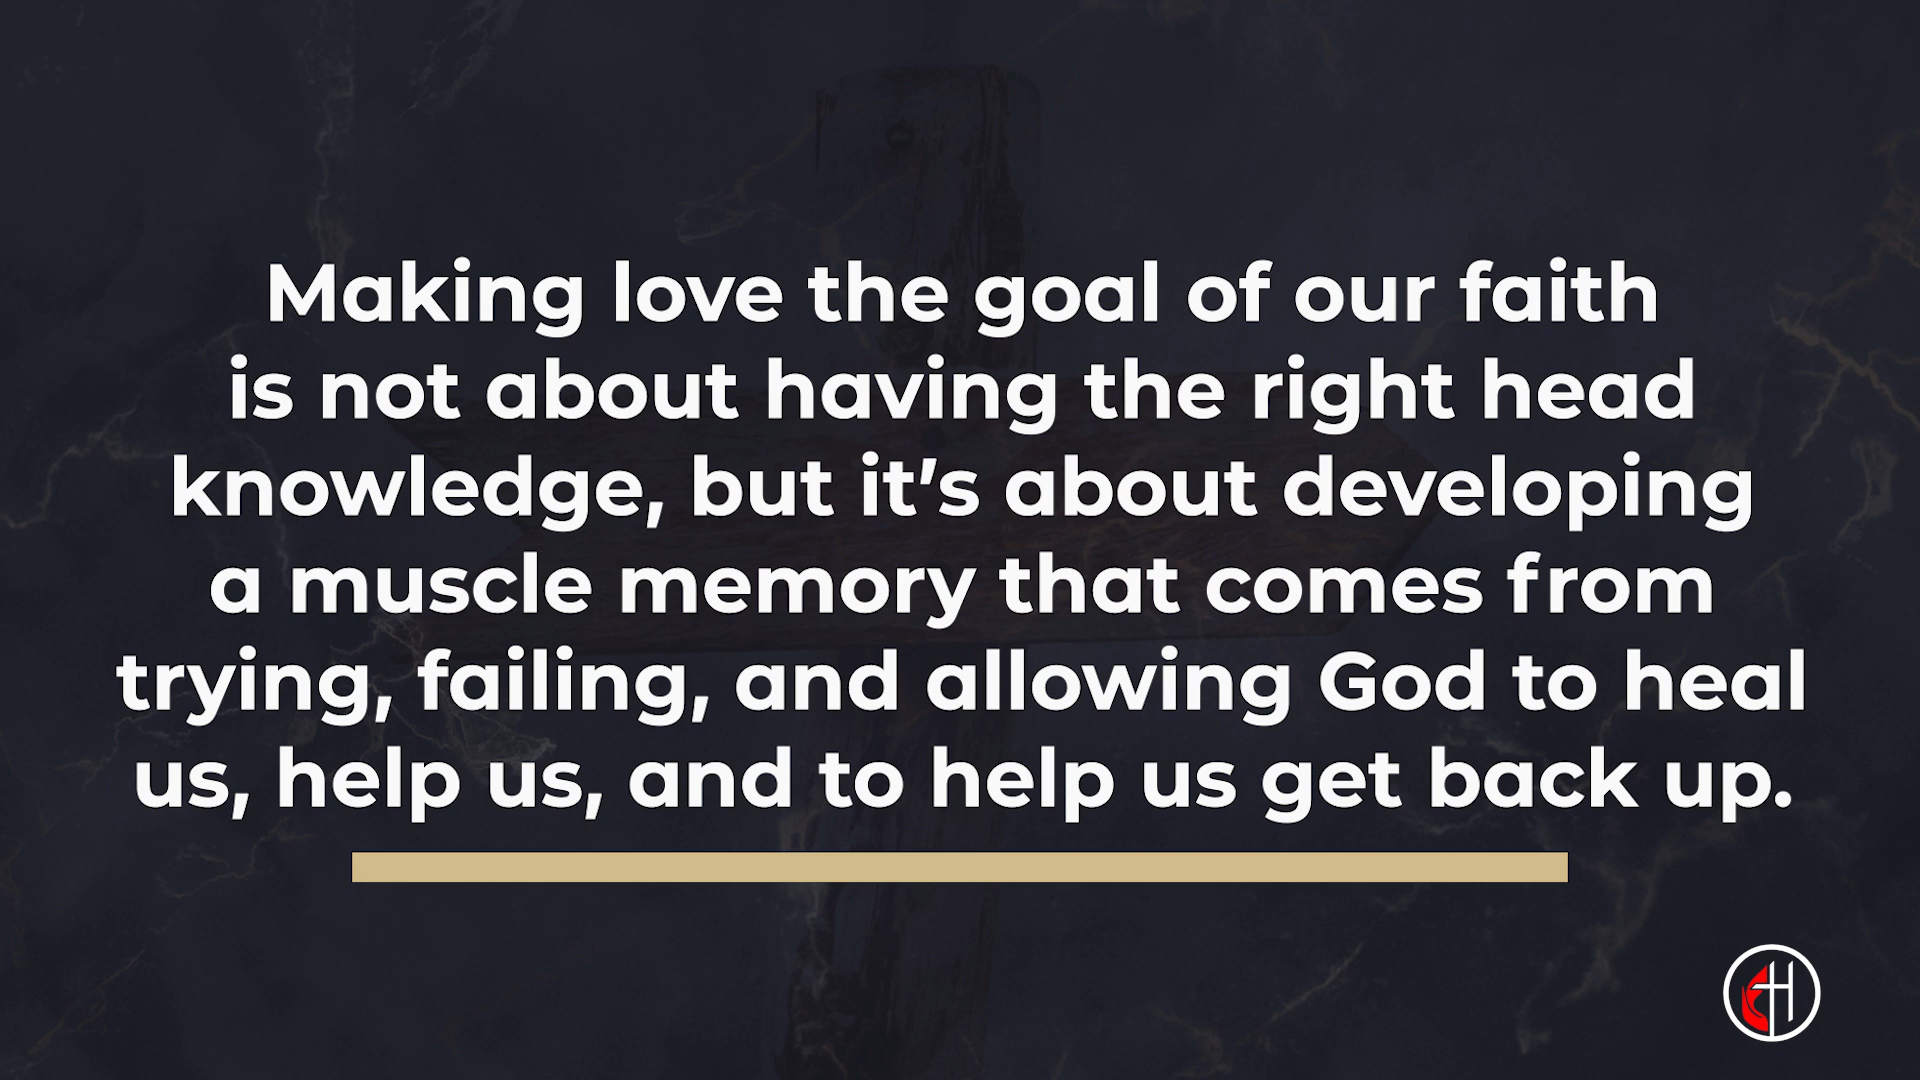 Making love the goal of our faith
is not about having the right head
knowledge, but it’s about developing
a muscle memory that comes from
trying, failing, and allowing God to heal
us, help us, and to help us get back up.
H